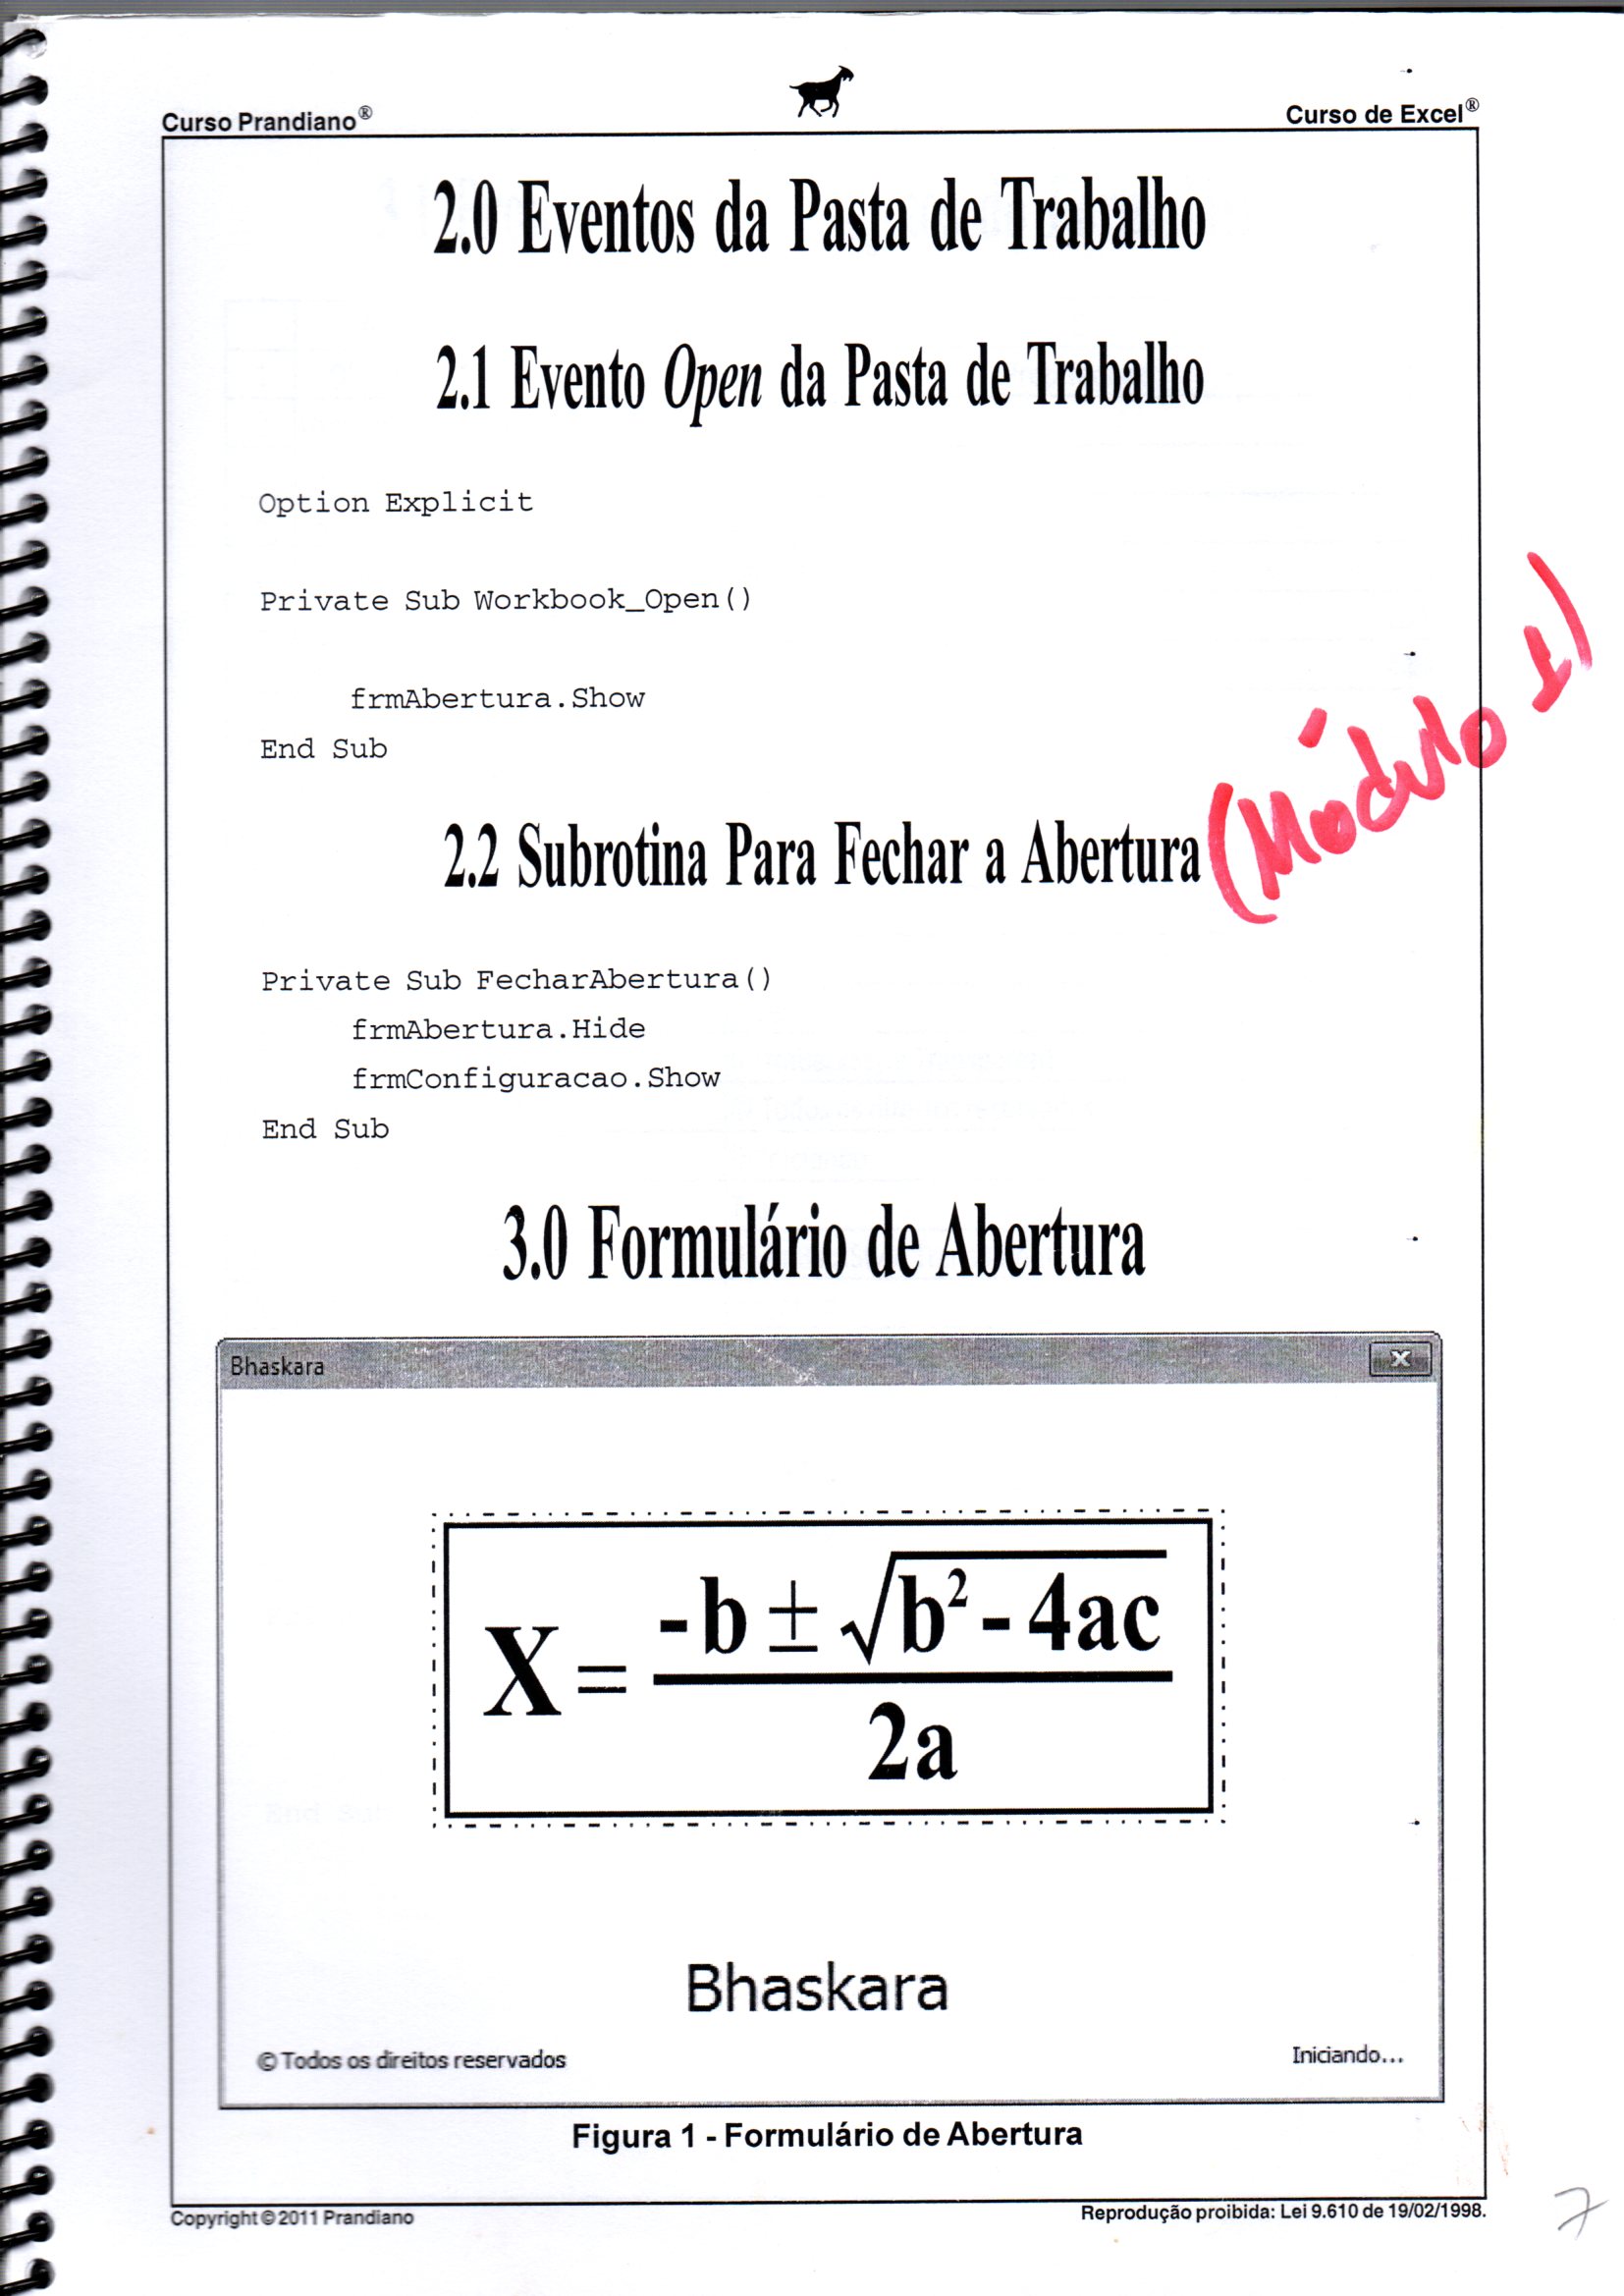 Curso Prandiano®
Curso de Excel®
2.0 Eventos da Pasta de Trabalho
2.1 Evento Open da Pasta de Trabalho
Option Explicit
Private Sub Workbook_Open()
frmAbertura.Show
End Sub
2.2 Subrotina Para Fechar a Abertura (Módulo 1)
Private Sub FecharAbertura()
frmAbertura.Hide
frmConfiguracao.Show
End Sub
3.0 Formulário de Abertura
Bhaskara
X = -b ± √b² - 4ac
2a
Bhaskara
© Todos os direitos reservados
Iniciando...
Figura 1 - Formulário de Abertura
Copyright © 2011 Prandiano
Reprodução proibida: Lei 9.610 de 19/02/1998.
7